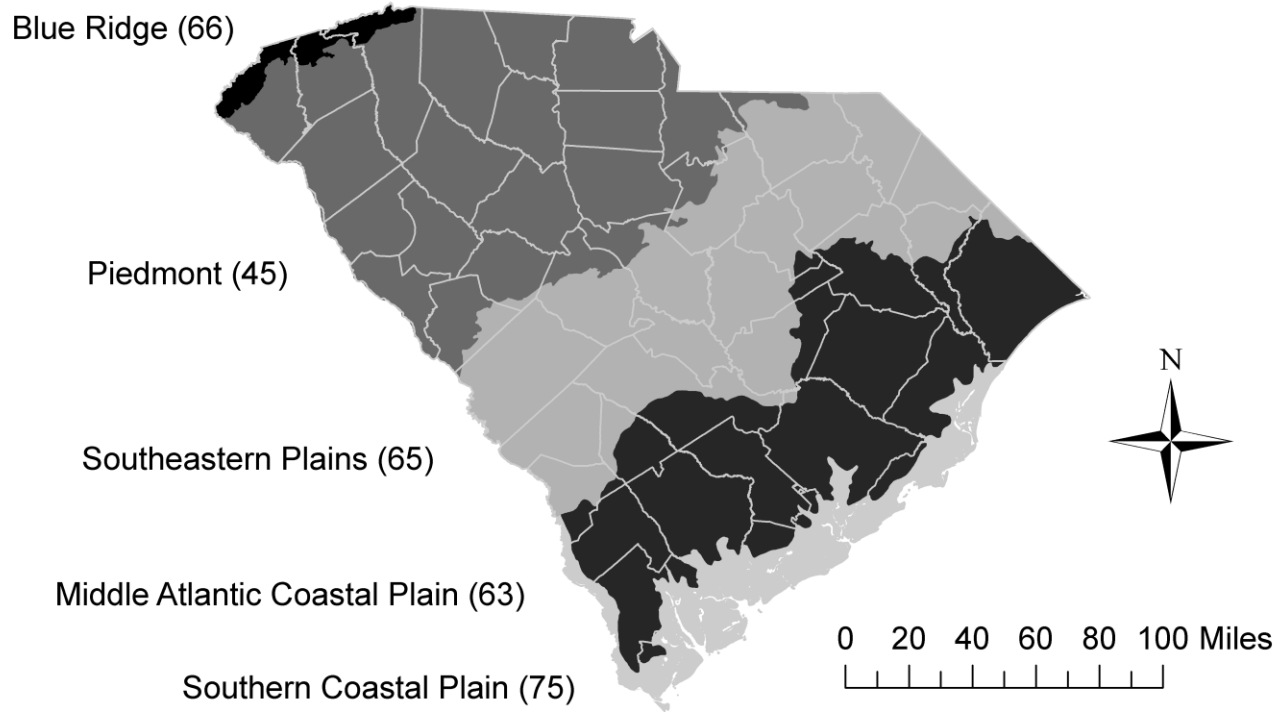 Blue Ridge (66)
Piedmont (45)
N
Southeastern Plains (65)
Middle Atlantic Coastal Plain (63)
0 20 40 60 80 100 Miles
Southern Coastal Plain (75)